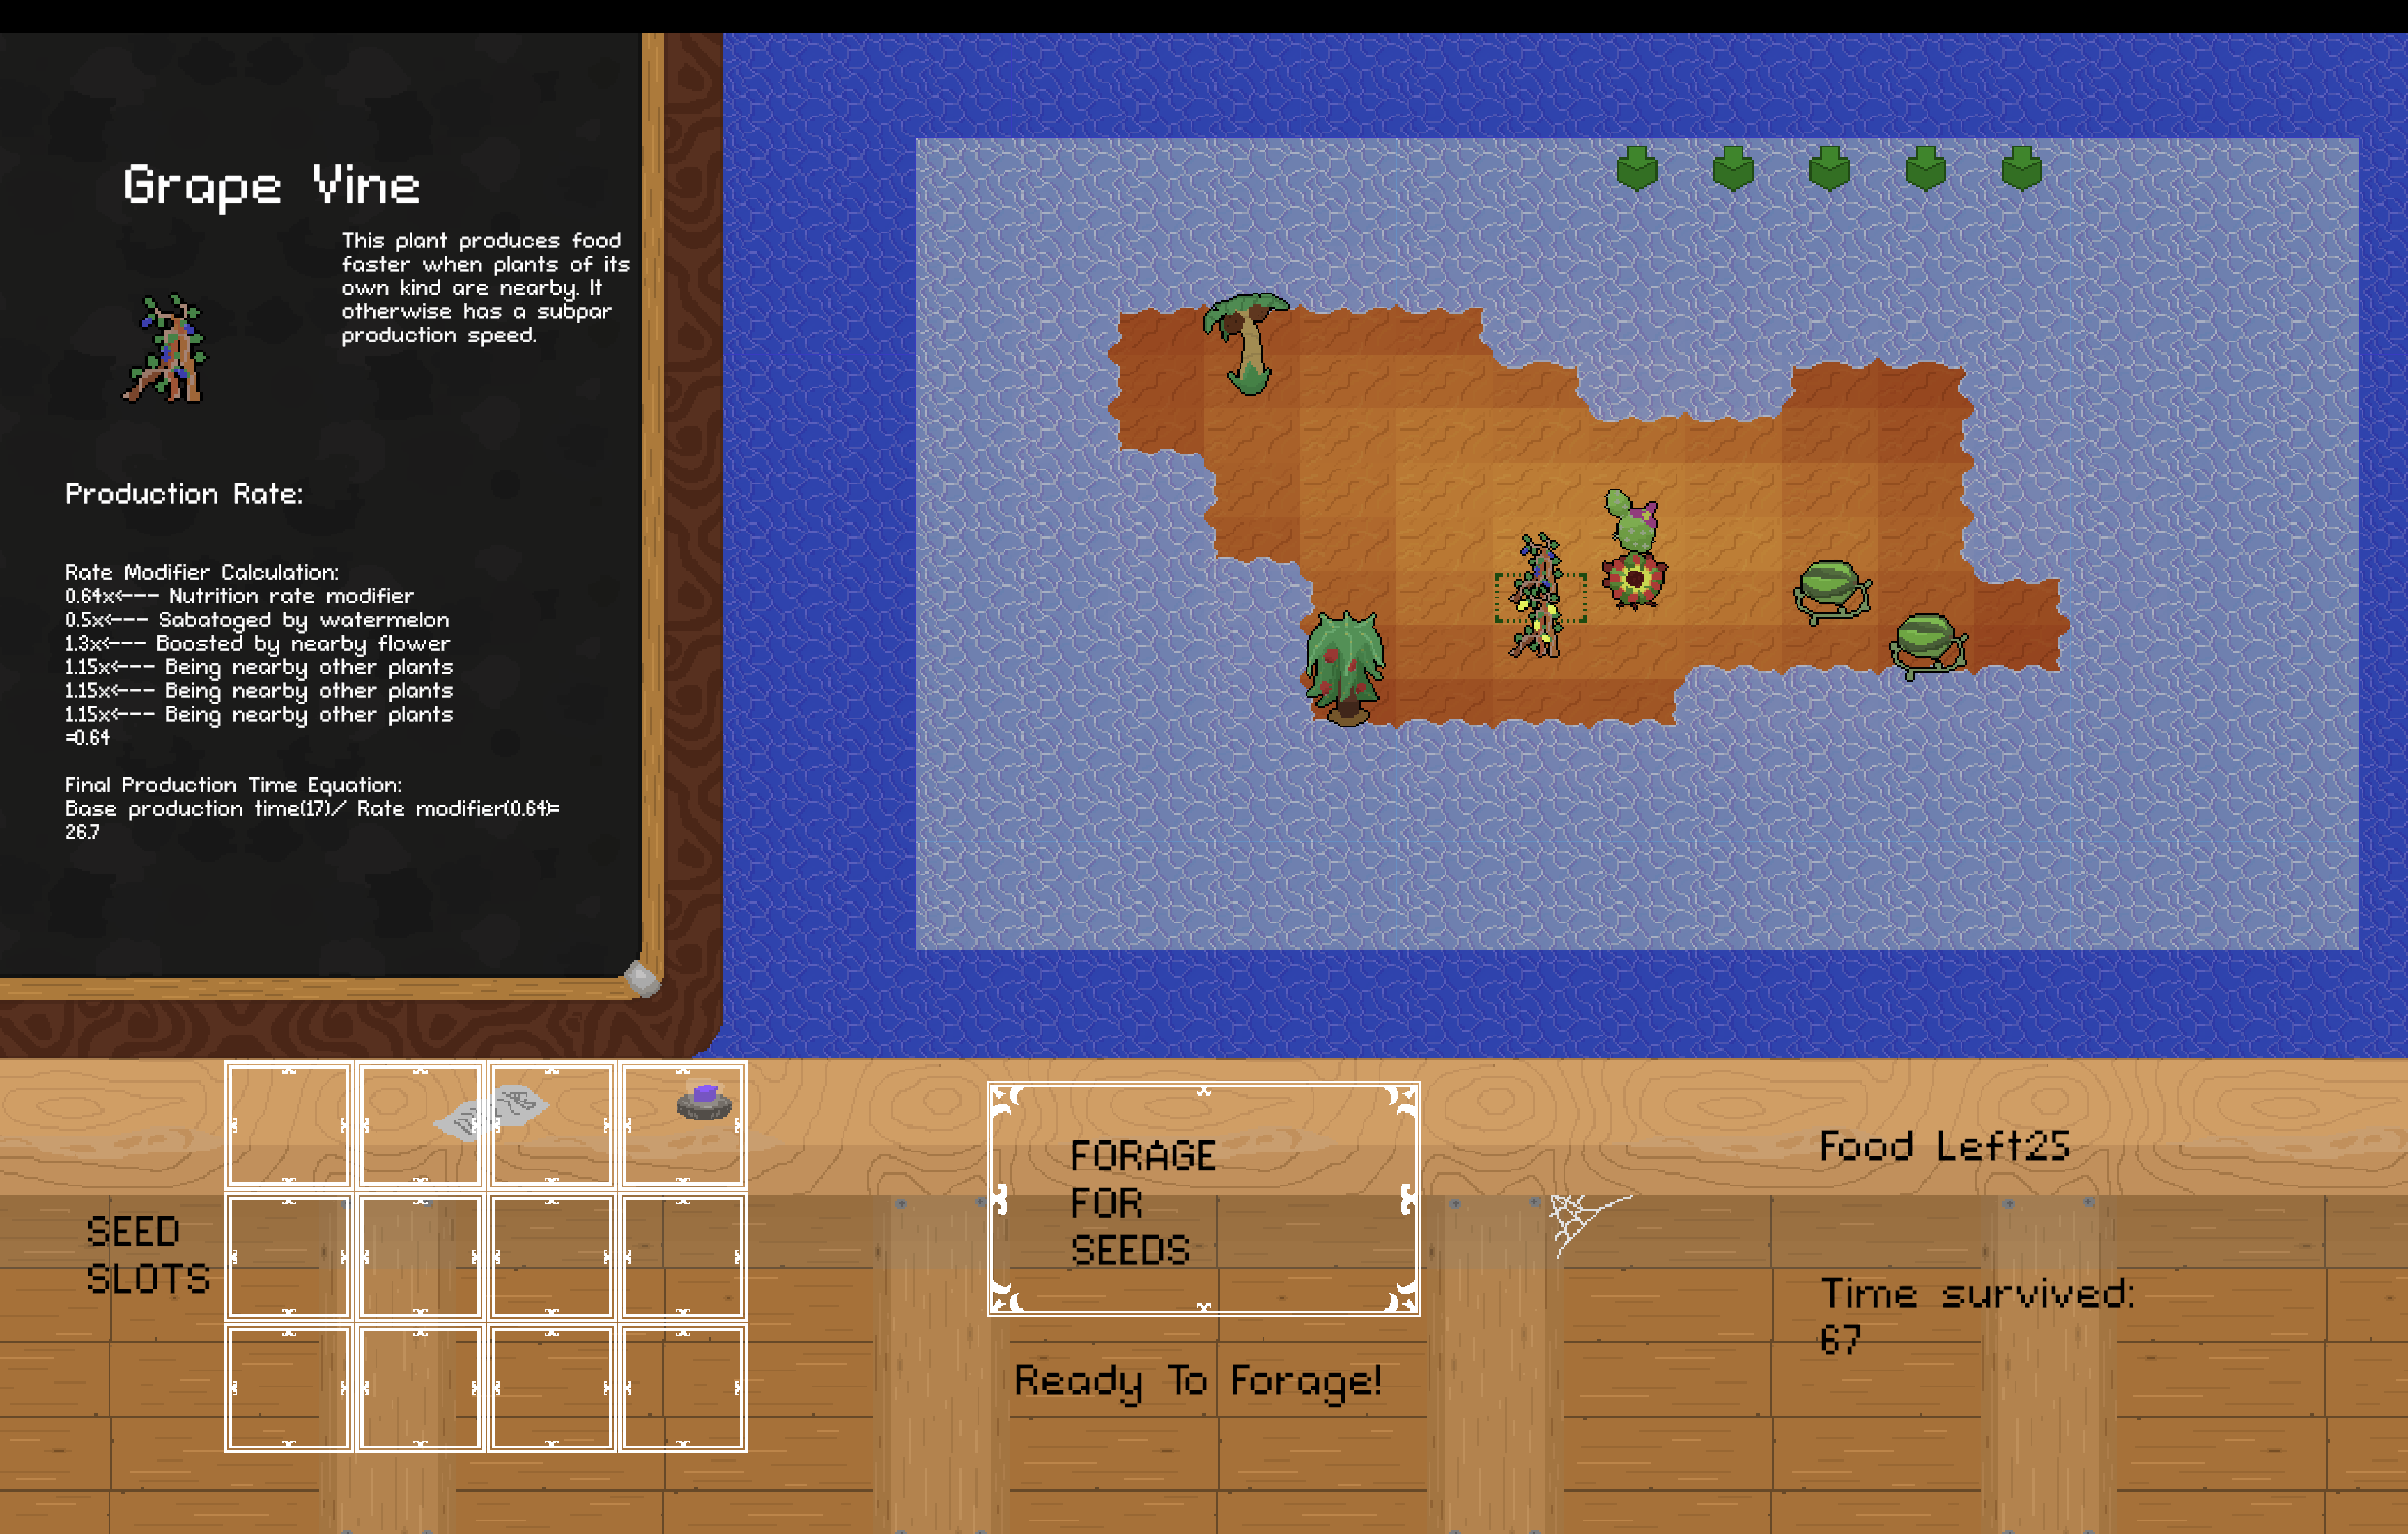 Grape Vine
This plant produces food
faster when plants of its
own kind are nearby. It
otherwise has a subpar
production speed.
Production Rate:
Rate Modifier Calculation:
0.64x<--- Nutrition rate modifier
0.5x<--- Sabatoged by watermelon
1.3x<--- Boosted by nearby flower
1.15x<--- Being nearby other plants
1.15x<--- Being nearby other plants
1.15x<--- Being nearby other plants
=0.64
Final Production Time Equation:
Base production time(17)/ Rate modifier(0.64)=
26.7
SEED
SLOTS
FORAGE
FOR
SEEDS
Ready To Forage!
Food Left:25
Time survived:
67